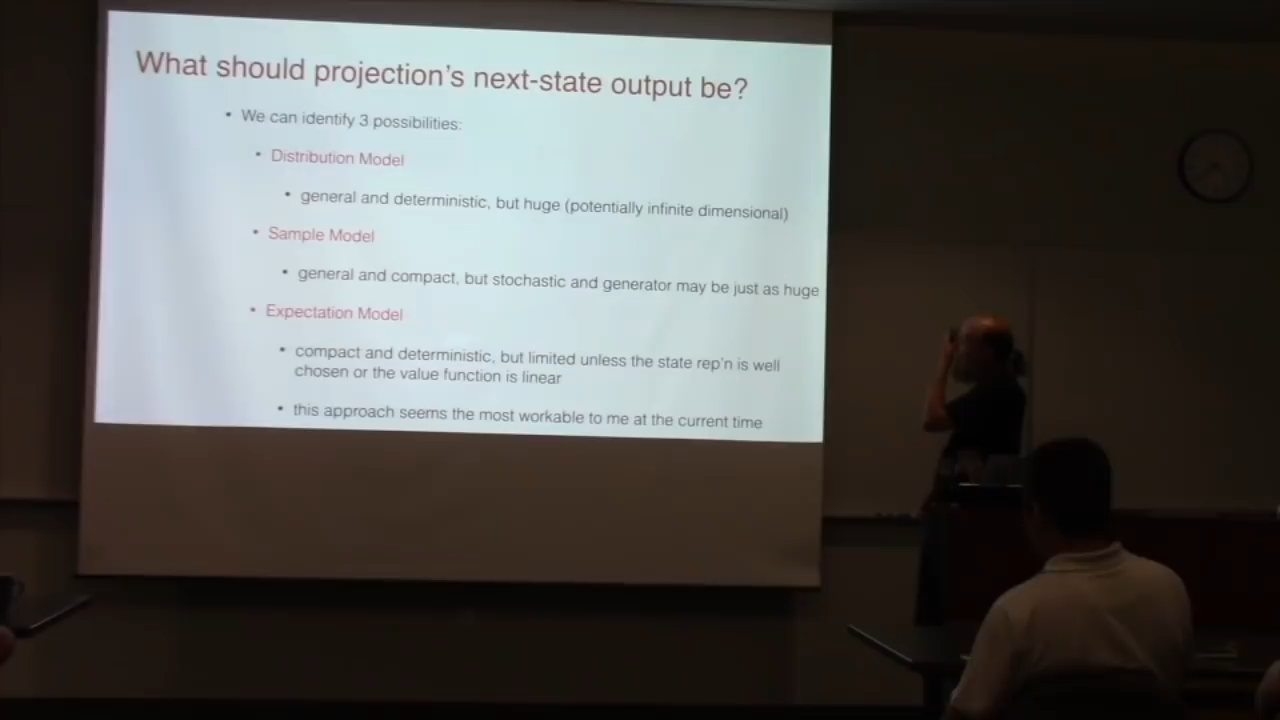 What should projection's next-state output be?
• We can identify 3 possibilities:
• Distribution Model
• general and deterministic, but huge (potentially infinite dimensional)
• Sample Model
• general and compact, but stochastic and generator may be just as huge
• Expectation Model
• compact and deterministic, but limited unless the state rep'n is well
chosen or the value function is linear
• this approach seems the most workable to me at the current time